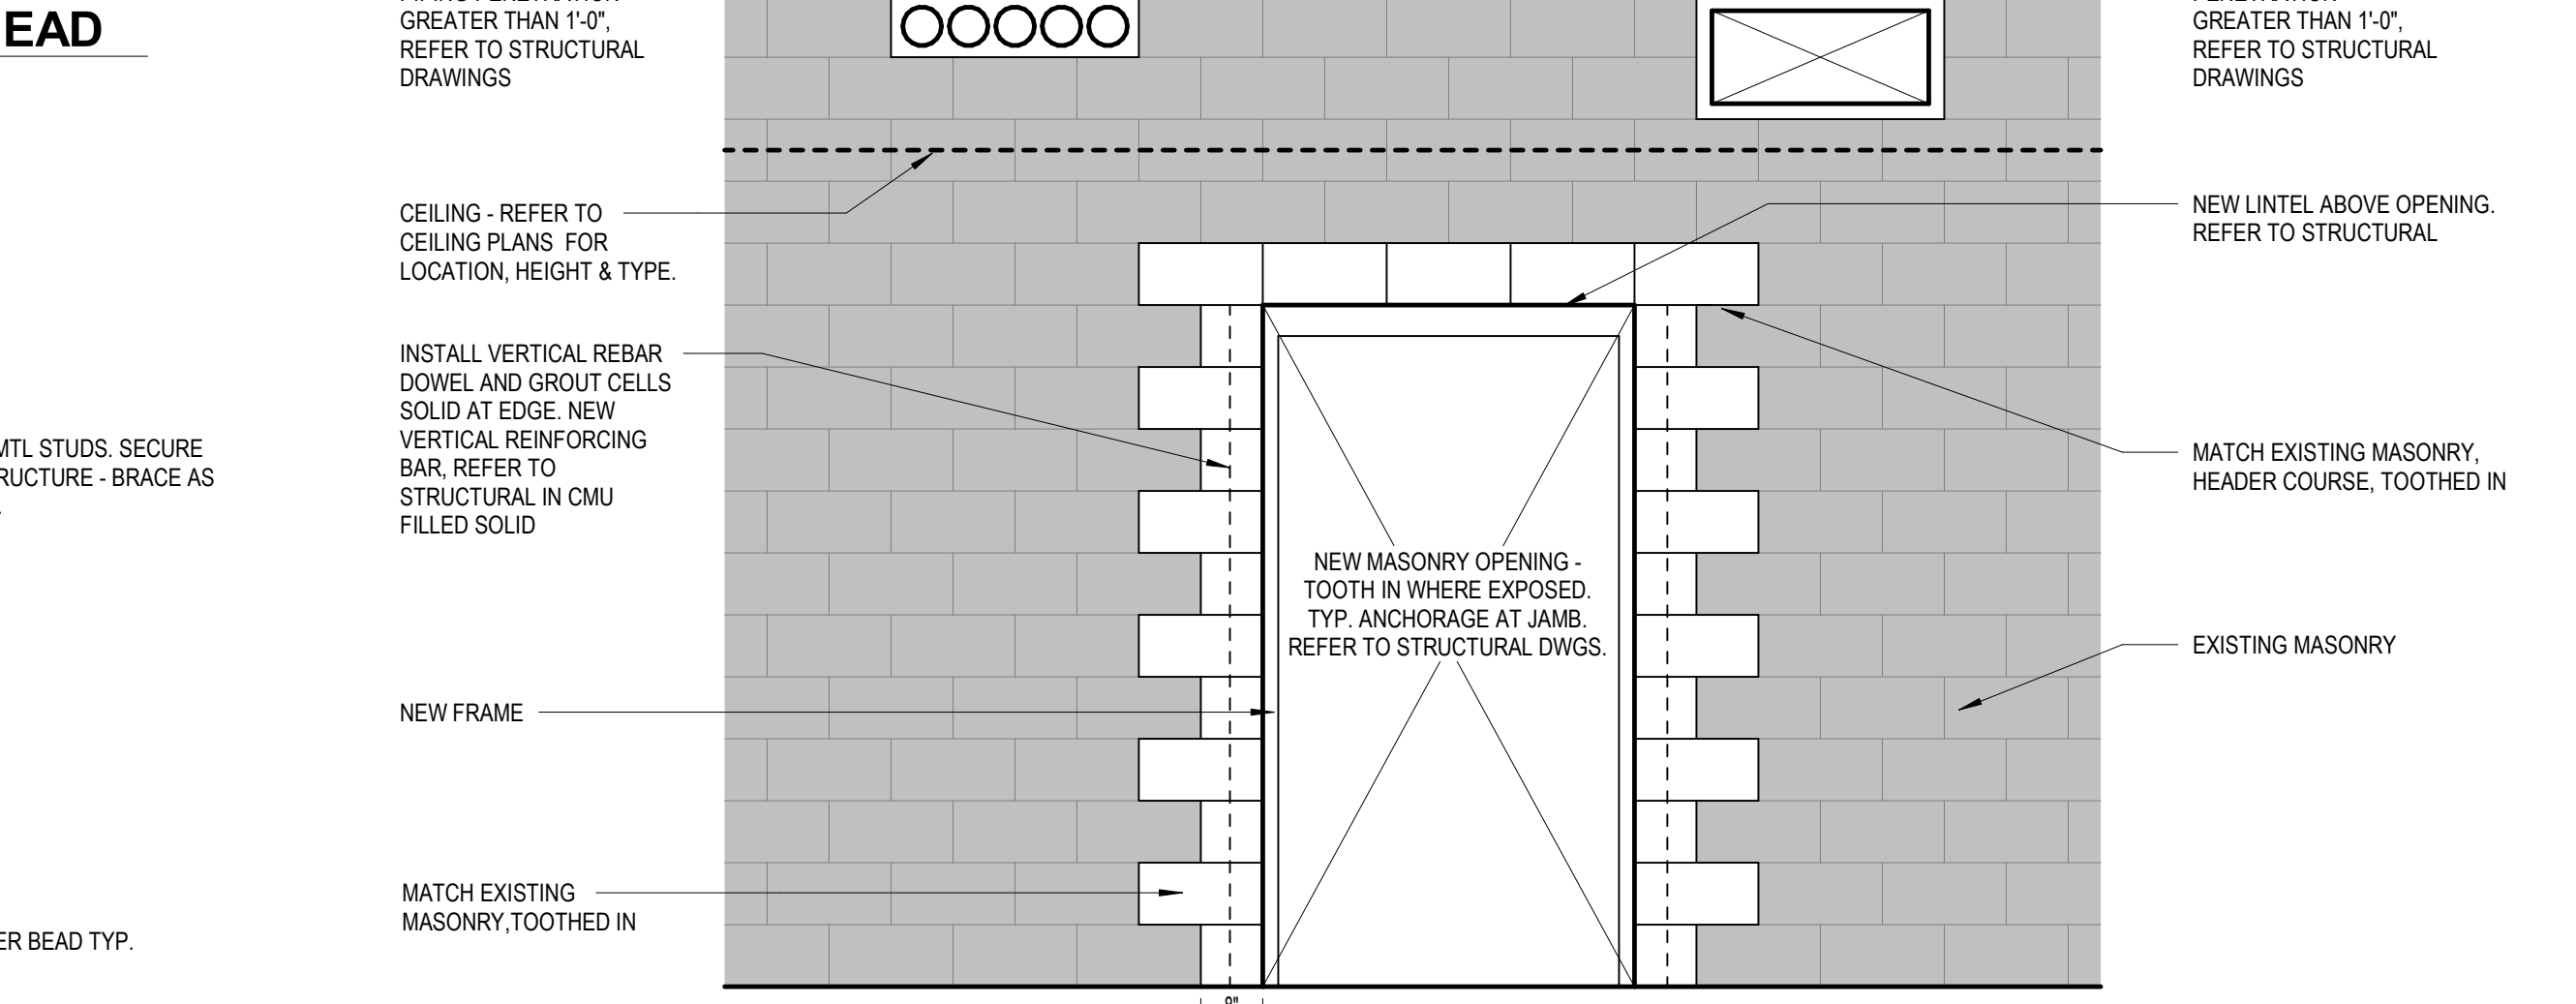 EAD
GREATER THAN 1'-0",
REFER TO STRUCTURAL
DRAWINGS
CEILING - REFER TO
CEILING PLANS FOR
LOCATION, HEIGHT & TYPE.
INSTALL VERTICAL REBAR
DOWEL AND GROUT CELLS
SOLID AT EDGE. NEW
VERTICAL REINFORCING
BAR, REFER TO
STRUCTURAL IN CMU
FILLED SOLID
MTL STUDS. SECURE
RUCTURE - BRACE AS
NEW FRAME
MATCH EXISTING
MASONRY,TOOTHED IN
ER BEAD TYP.
NEW MASONRY OPENING -
TOOTH IN WHERE EXPOSED.
TYP. ANCHORAGE AT JAMB.
REFER TO STRUCTURAL DWGS.
GREATER THAN 1'-0",
REFER TO STRUCTURAL
DRAWINGS
NEW LINTEL ABOVE OPENING.
REFER TO STRUCTURAL
MATCH EXISTING MASONRY,
HEADER COURSE, TOOTHED IN
EXISTING MASONRY